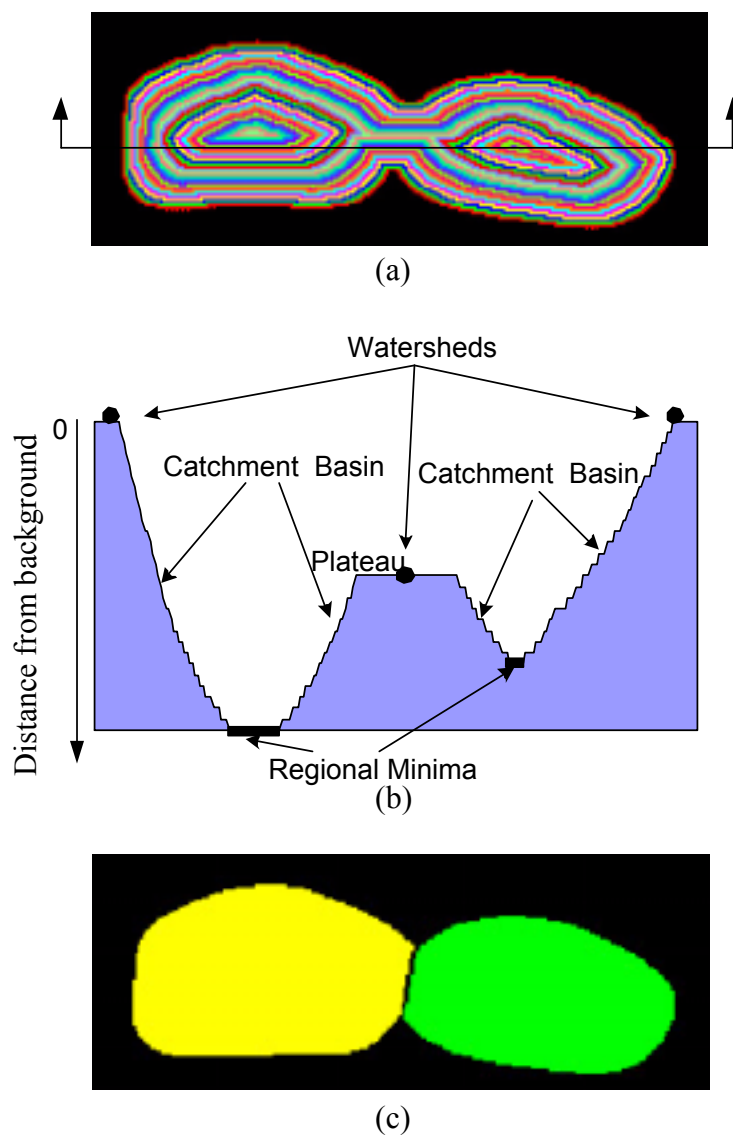 (a)
Watersheds
0
Catchment Basin
Catchment Basin
Plateau
Distance from background
Regional Minima
(b)
(c)